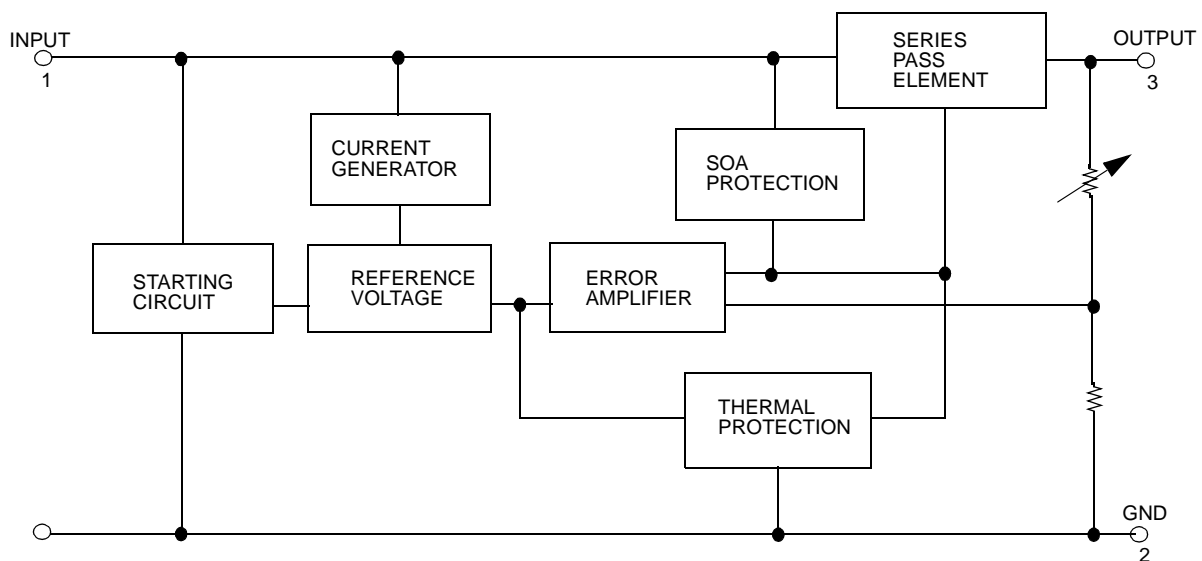 INPUT
1
SERIES
PASS
ELEMENT
OUTPUT
3
CURRENT
GENERATOR
SOA
PROTECTION
STARTING
CIRCUIT
REFERENCE
VOLTAGE
ERROR
AMPLIFIER
THERMAL
PROTECTION
GND
2